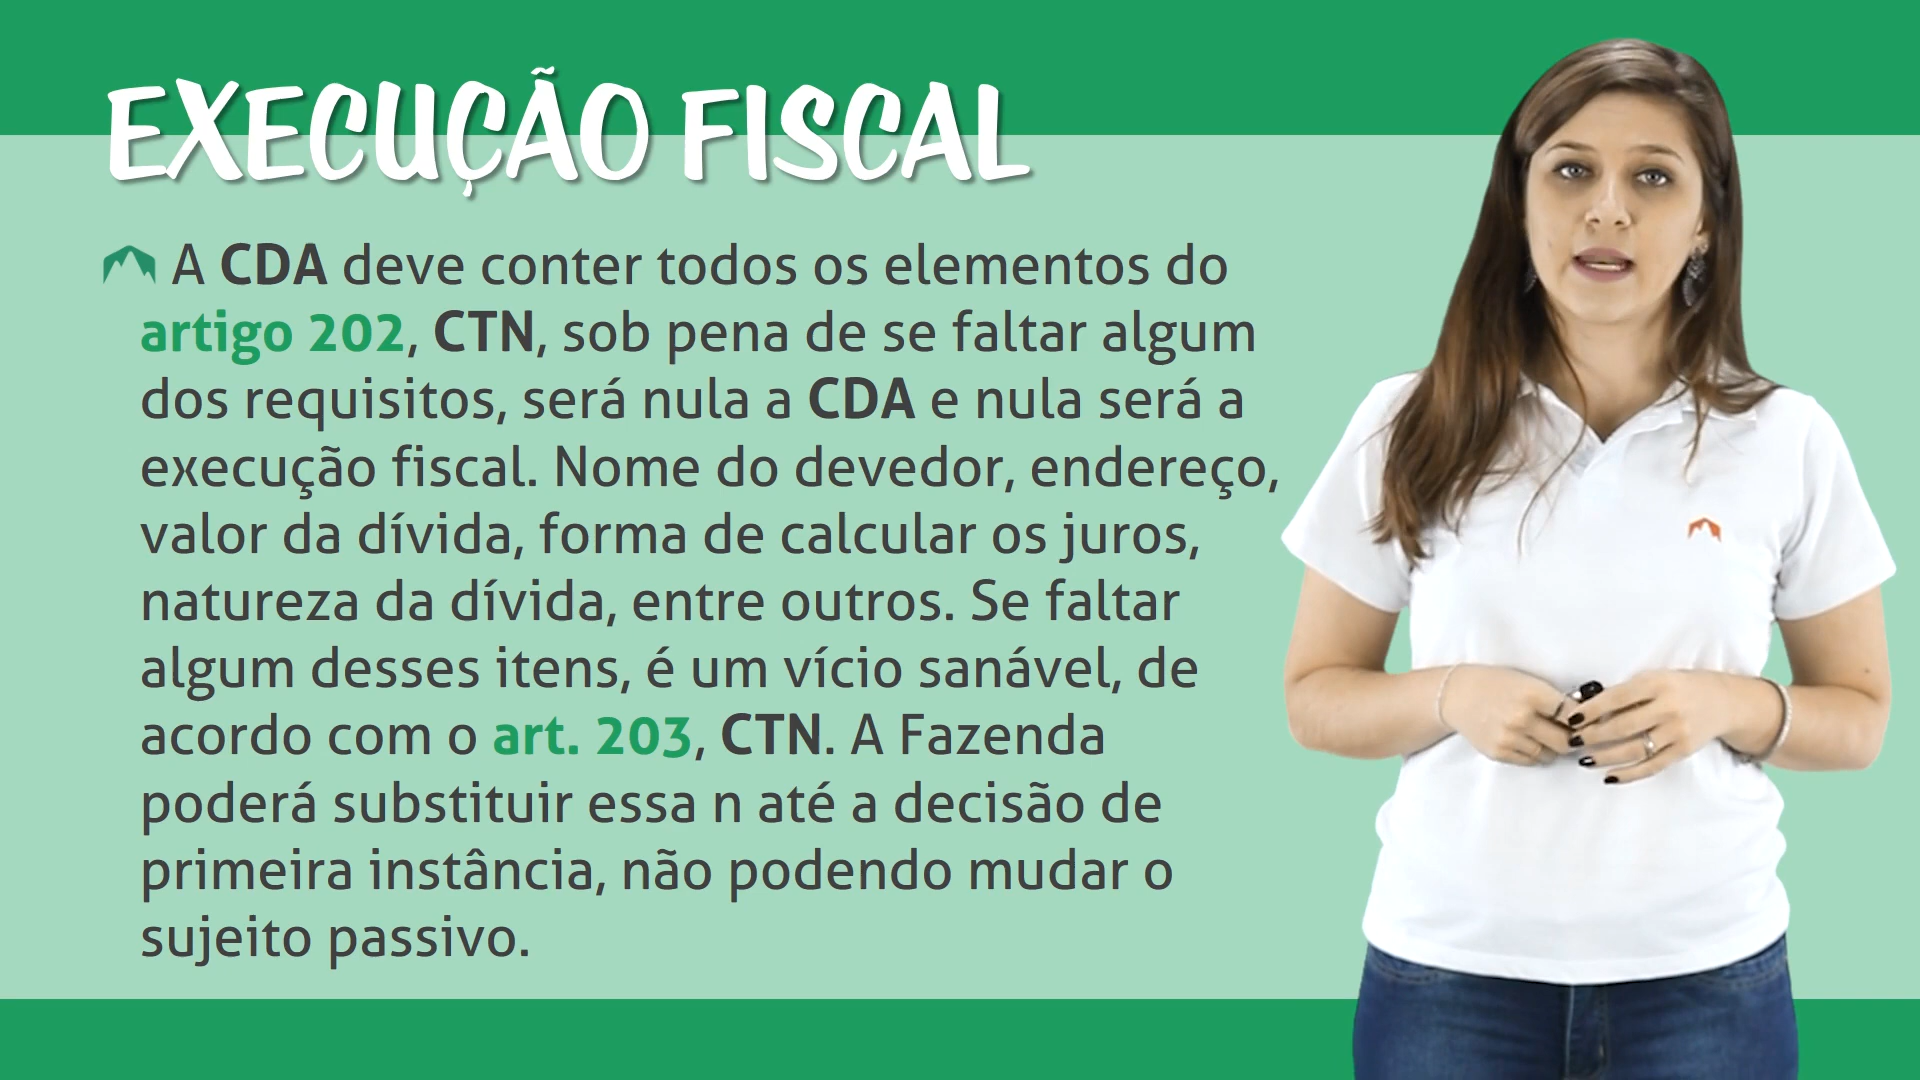 EXECUÇÃO FISCAL
A CDA deve conter todos os elementos do
artigo 202, CTN, sob pena de se faltar algum
dos requisitos, será nula a CDA e nula será a
execução fiscal. Nome do devedor, endereço,
valor da dívida, forma de calcular os juros,
natureza da dívida, entre outros. Se faltar
algum desses itens, é um vício sanável, de
acordo com o art. 203, CTN. A Fazenda
poderá substituir essa n até a decisão de
primeira instância, não podendo mudar o
sujeito passivo.